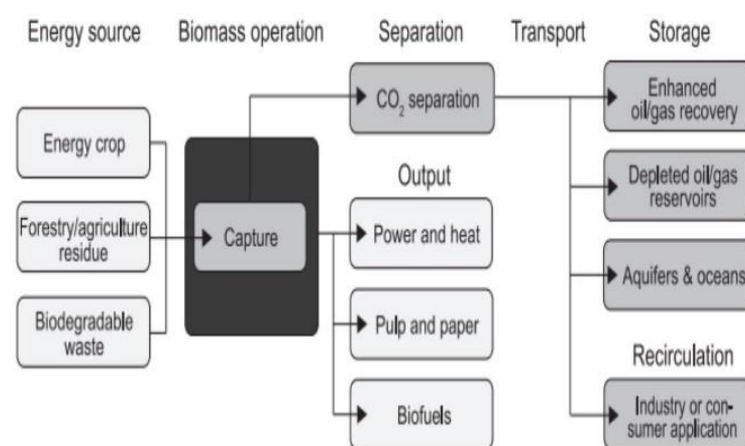 Energy source
Biomass operation
Separation
Transport
Storage
Energy crop
Forestry/agriculture
residue
Biodegradable
waste
Capture
CO₂ separation
Output
Power and heat
Pulp and paper
Biofuels
Enhanced
oil/gas recovery
Depleted oil/gas
reservoirs
Aquifers & oceans
Recirculation
Industry or con-
sumer application